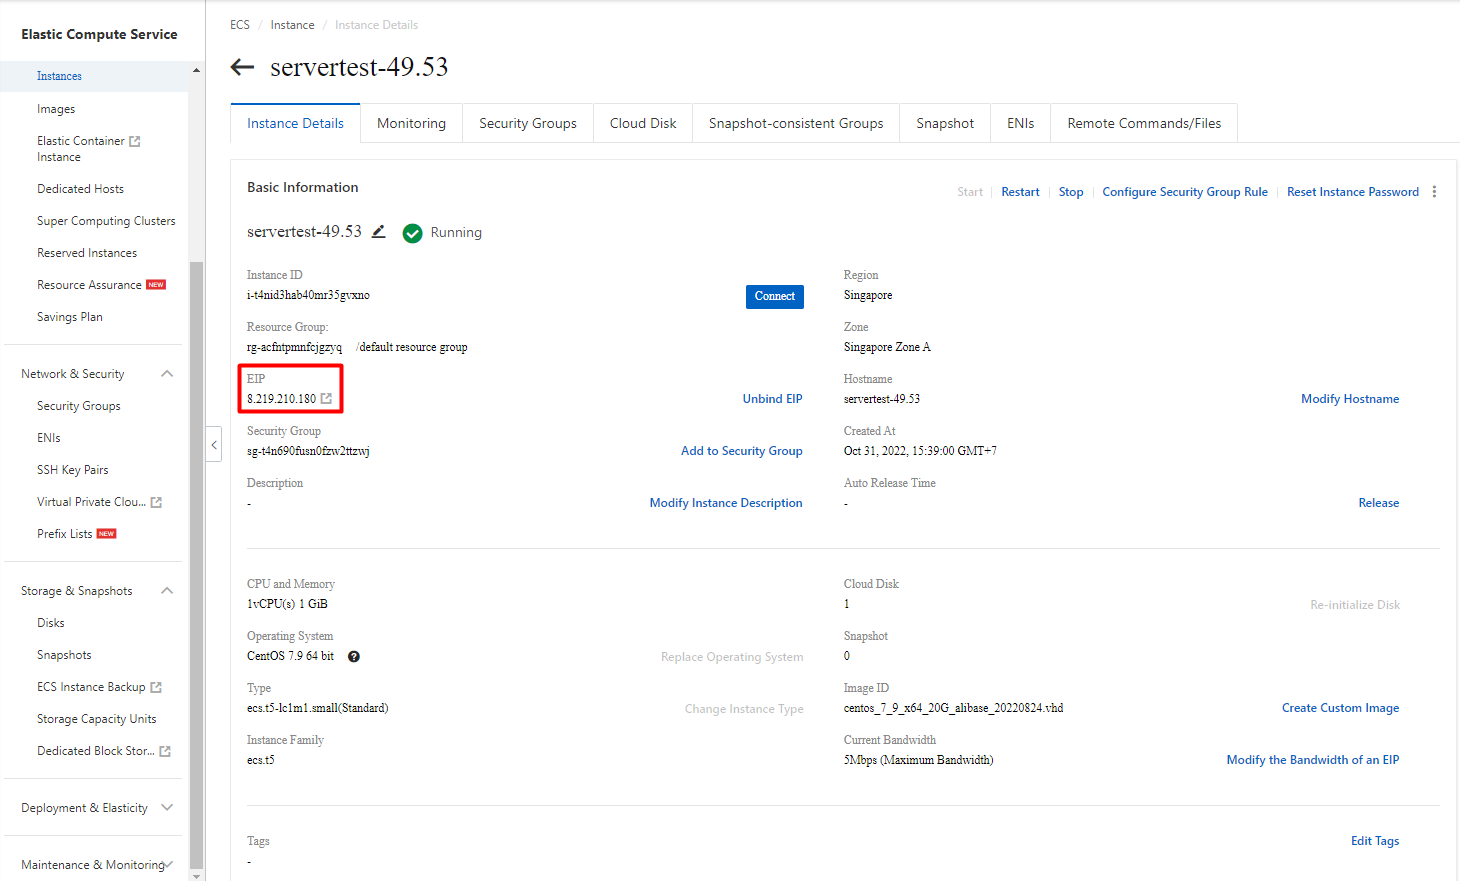 Elastic Compute Service
Instances
Images
Elastic Container
Instance
Dedicated Hosts
Super Computing Clusters
Reserved Instances
Resource Assurance NEW
Savings Plan
Network & Security
Security Groups
ENIs
SSH Key Pairs
Virtual Private Clou...
Prefix Lists NEW
Storage & Snapshots
Disks
Snapshots
ECS Instance Backup
Storage Capacity Units
Dedicated Block Stor...
Deployment & Elasticity
Maintenance & Monitoring
ECS / Instance / Instance Details
servertest-49.53
Instance Details Monitoring Security Groups Cloud Disk Snapshot-consistent Groups Snapshot ENIs Remote Commands/Files
Basic Information
Start Restart Stop Configure Security Group Rule Reset Instance Password
servertest-49.53 Running
Instance ID
i-t4nid3hab40mr35gvxno
Connect
Region
Singapore
Resource Group:
rg-acfntpmnfcjgzyq /default resource group
Zone
Singapore Zone A
EIP
8.219.210.180
Unbind EIP
Hostname
servertest-49.53
Modify Hostname
Security Group
sg-t4n690fusn0fzw2ttzwj
Add to Security Group
Created At
Oct 31, 2022, 15:39:00 GMT+7
Description
-
Modify Instance Description
Auto Release Time
-
Release
CPU and Memory
1vCPU(s) 1 GiB
Cloud Disk
1
Re-initialize Disk
Operating System
CentOS 7.9 64 bit
Replace Operating System
Snapshot
0
Type
ecs.t5-lc1m1.small(Standard)
Change Instance Type
Image ID
centos_7_9_x64_20G_alibase_20220824.vhd
Create Custom Image
Instance Family
ecs.t5
Current Bandwidth
5Mbps (Maximum Bandwidth)
Modify the Bandwidth of an EIP
Tags
-
Edit Tags